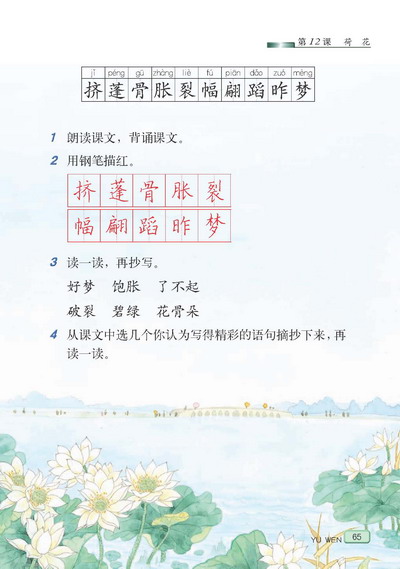 第12课 荷 花
jǐ péng gū zhàng liè fú piān dǎo zuó mèng
挤蓬骨胀裂幅翩蹈昨梦
1 朗读课文，背诵课文。
2 用钢笔描红。
挤蓬骨胀裂
幅翩蹈昨梦
3 读一读，再抄写。
好梦 饱胀 了不起
破裂 碧绿 花骨朵
4 从课文中选几个你认为写得精彩的语句摘抄下来，再
读一读。
YU WEN 65